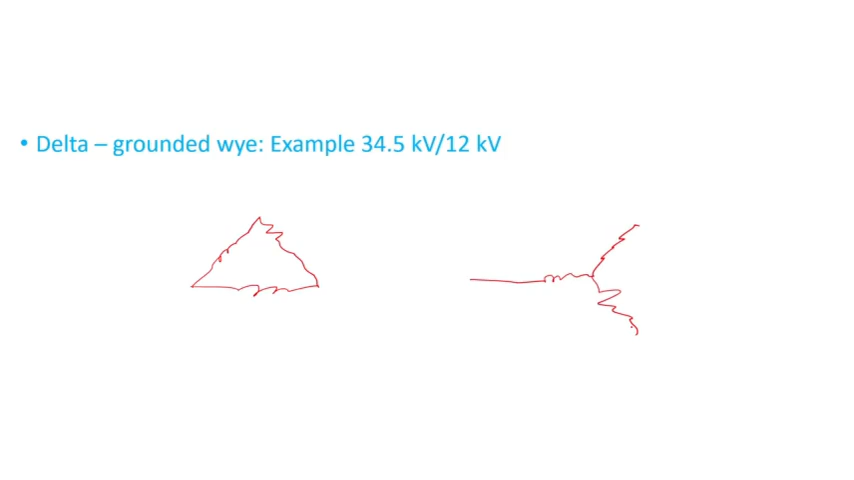 • Delta – grounded wye: Example 34.5 kV/12 kV